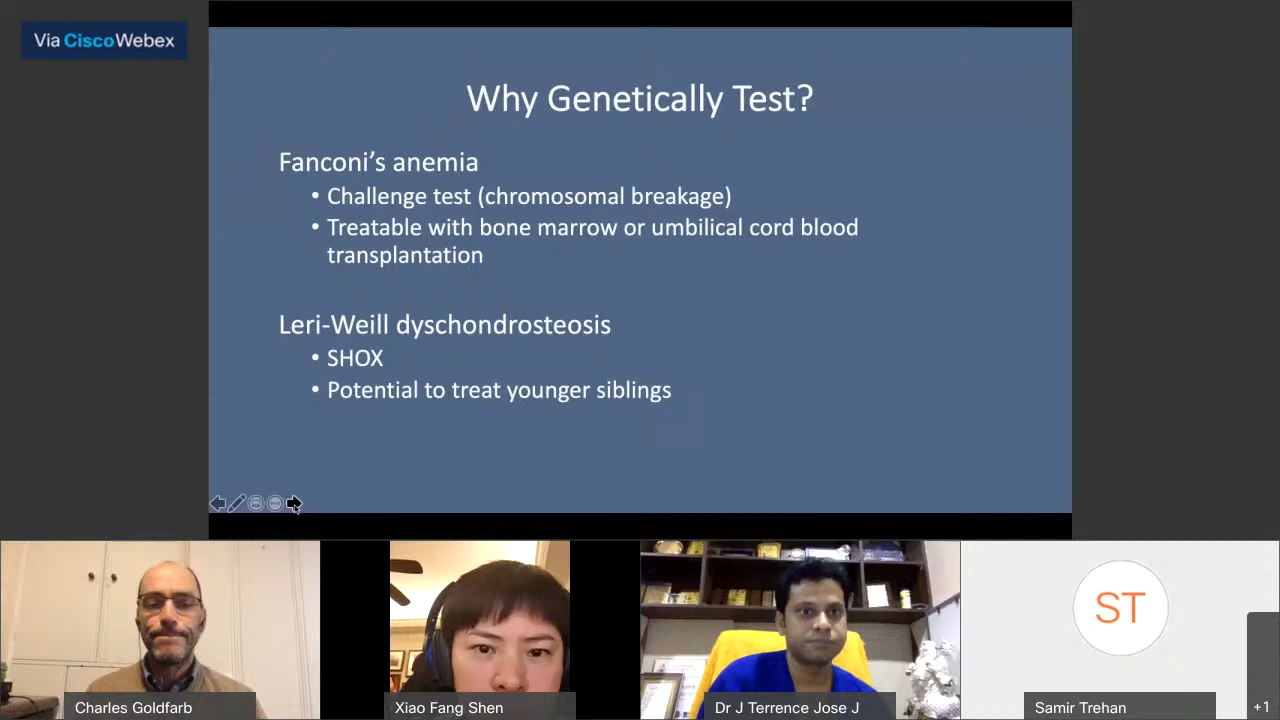 Via CiscoWebex
Why Genetically Test?
Fanconi’s anemia
• Challenge test (chromosomal breakage)
• Treatable with bone marrow or umbilical cord blood
transplantation
Leri-Weill dyschondrosteosis
• SHOX
• Potential to treat younger siblings
ST
Charles Goldfarb
Xiao Fang Shen
Dr J Terrence Jose J
Samir Trehan
+1